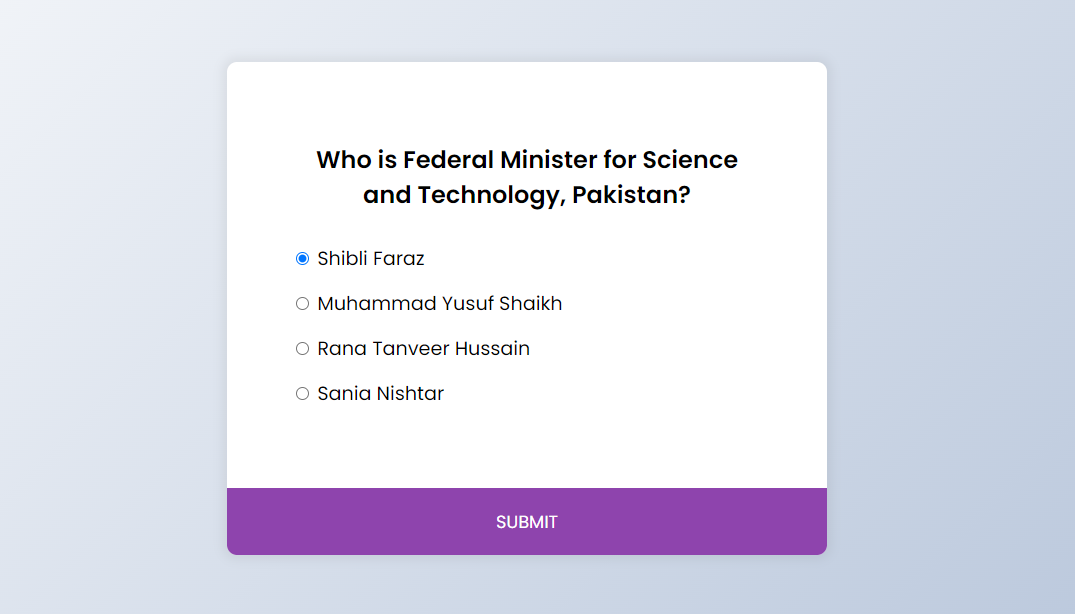 Who is Federal Minister for Science
and Technology, Pakistan?
Shibli Faraz
Muhammad Yusuf Shaikh
Rana Tanveer Hussain
Sania Nishtar
SUBMIT